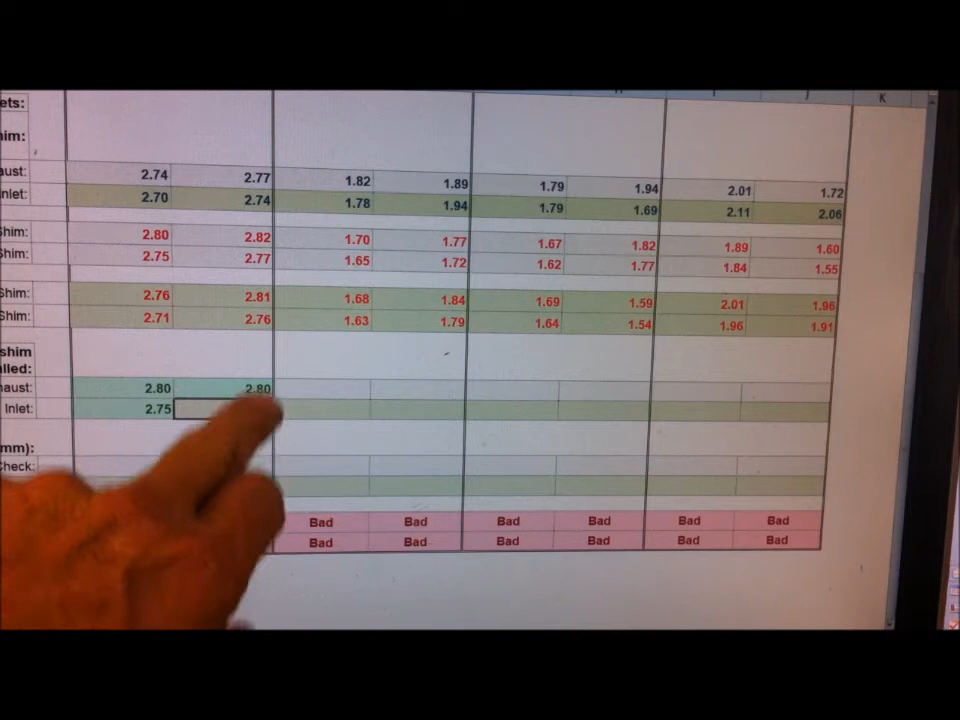 ets: K
him:
aust: 2.74 2.77 1.82 1.89 1.79 1.94 2.01 1.72
nlet: 2.70 2.74 1.78 1.94 1.79 1.69 2.11 2.06
Shim: 2.80 2.82 1.70 1.77 1.67 1.82 1.89 1.60
Shim: 2.75 2.77 1.65 1.72 1.62 1.77 1.84 1.55
Shim: 2.76 2.81 1.68 1.84 1.69 1.59 2.01 1.96
Shim: 2.71 2.76 1.63 1.79 1.64 1.54 1.96 1.91
shim
lled:
aust: 2.80 2.80
Inlet: 2.75
mm):
Check:
Bad Bad Bad Bad Bad Bad
Bad Bad Bad Bad Bad Bad